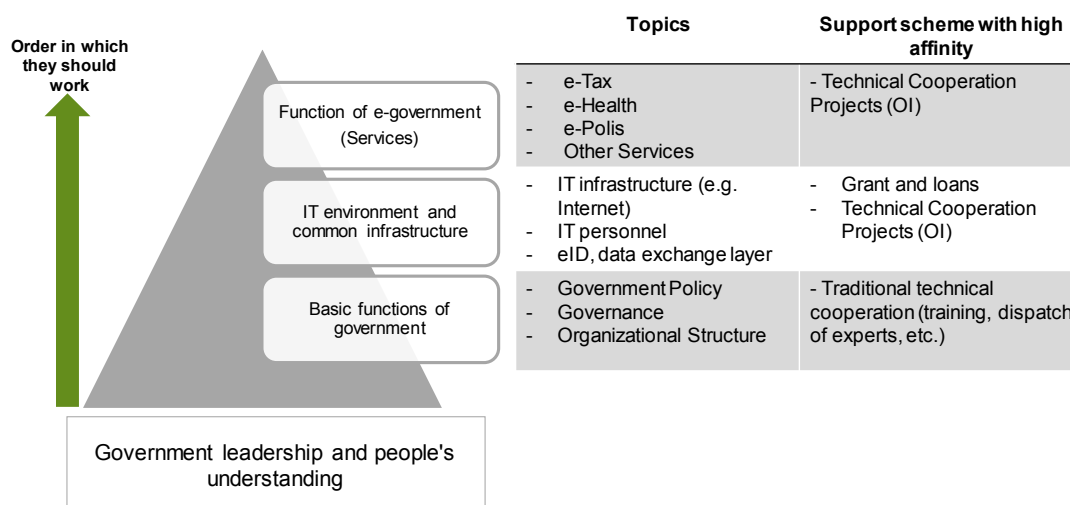 Order in which
they should
work
Function of e-government
(Services)
IT environment and
common infrastructure
Basic functions of
government
Government leadership and people's
understanding
Topics
Support scheme with high
affinity
- e-Tax
- e-Health
- e-Polis
- Other Services
- Technical Cooperation
Projects (OI)
- IT infrastructure (e.g.
Internet)
- IT personnel
- eID, data exchange layer
- Grant and loans
- Technical Cooperation
Projects (OI)
- Government Policy
- Governance
- Organizational Structure
- Traditional technical
cooperation (training, dispatch
of experts, etc.)